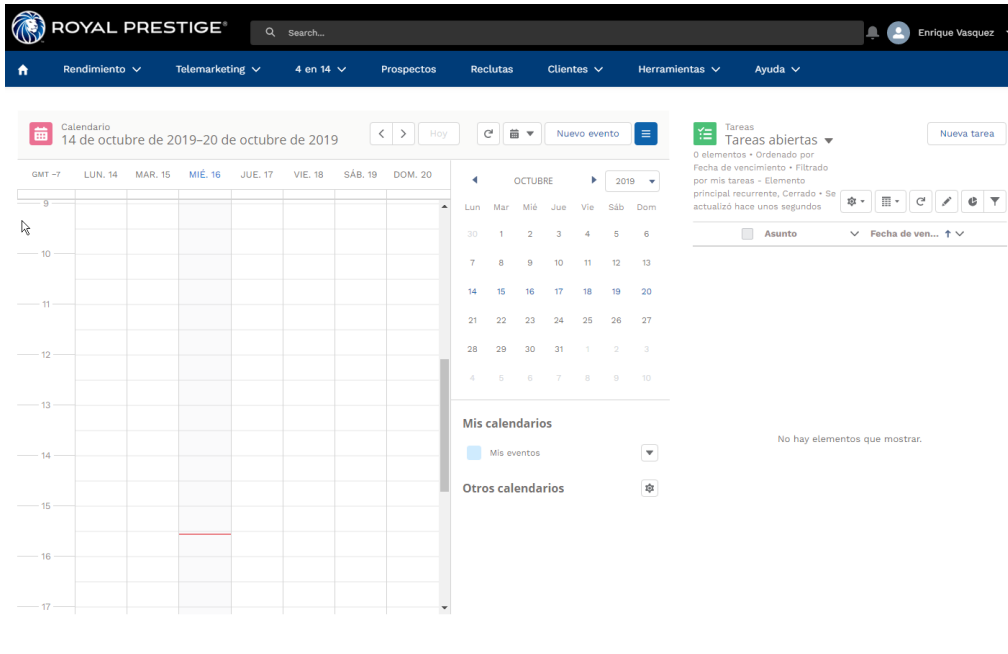 ROYAL PRESTIGE®
Search...
Enrique Vasquez
Rendimiento
Telemarketing
4 en 14
Prospectos
Reclutas
Clientes
Herramientas
Ayuda
Calendario
14 de octubre de 2019–20 de octubre de 2019
Hoy
Nuevo evento
GMT −7 LUN. 14 MAR. 15 MIÉ. 16 JUE. 17 VIE. 18 SÁB. 19 DOM. 20
9
10
11
12
13
14
15
16
17
OCTUBRE
2019
Lun Mar Mié Jue Vie Sáb Dom
30 1 2 3 4 5 6
7 8 9 10 11 12 13
14 15 16 17 18 19 20
21 22 23 24 25 26 27
28 29 30 31 1 2 3
4 5 6 7 8 9 10
Mis calendarios
Mis eventos
Otros calendarios
Tareas
Tareas abiertas
Nueva tarea
0 elementos • Ordenado por
Fecha de vencimiento • Filtrado
por mis tareas - Elemento
principal recurrente, Cerrado • Se
actualizó hace unos segundos
Asunto
Fecha de ven...
No hay elementos que mostrar.